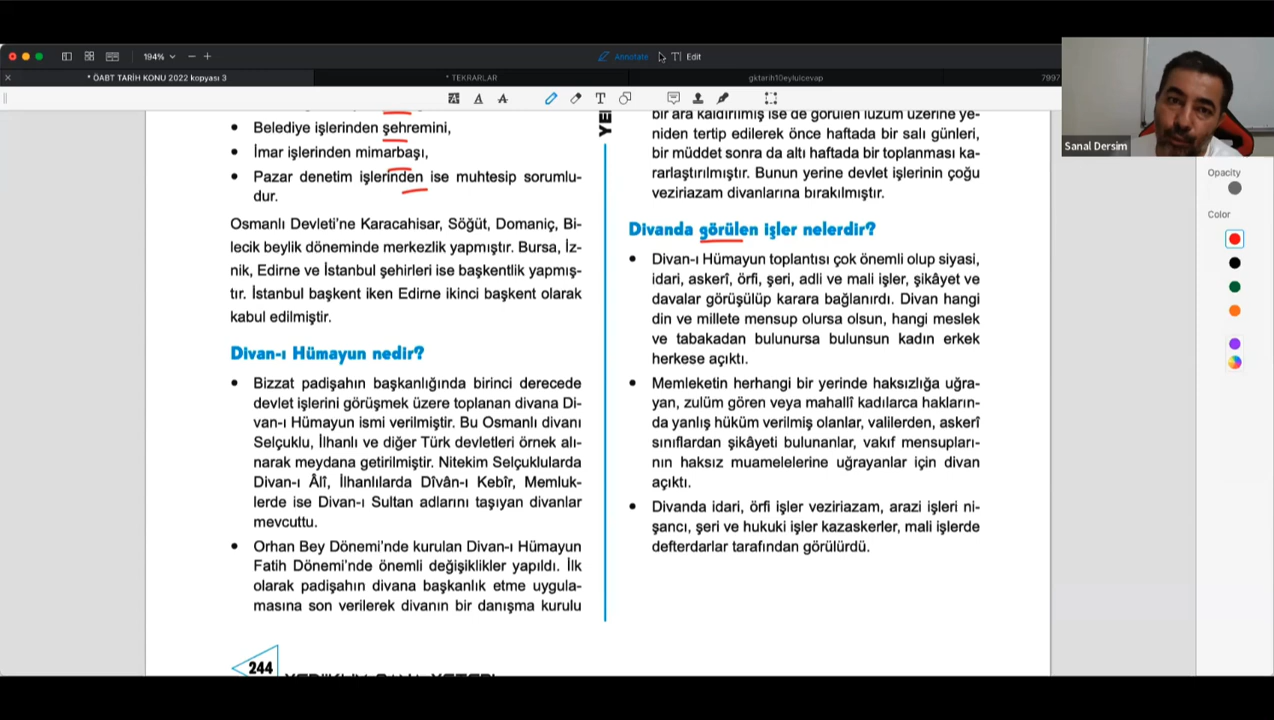 194%
Annotate
Edit
* ÖABT TARİH KONU 2022 kopyası 3
* TEKRARLAR
gktarih10eylulcevap
7997
Sanal Dersim
Opacity
Color
• Belediye işlerinden şehremini,
• İmar işlerinden mimarbaşı,
• Pazar denetim işlerinden ise muhtesip sorumlu-
dur.
Osmanlı Devleti'ne Karacahisar, Söğüt, Domaniç, Bi-
lecik beylik döneminde merkezlik yapmıştır. Bursa, İz-
nik, Edirne ve İstanbul şehirleri ise başkentlik yapmış-
tır. İstanbul başkent iken Edirne ikinci başkent olarak
kabul edilmiştir.
Divan-ı Hümayun nedir?
• Bizzat padişahın başkanlığında birinci derecede
devlet işlerini görüşmek üzere toplanan divana Di-
van-ı Hümayun ismi verilmiştir. Bu Osmanlı divanı
Selçuklu, İlhanlı ve diğer Türk devletleri örnek alı-
narak meydana getirilmiştir. Nitekim Selçuklularda
Divan-ı Âlî, İlhanlılarda Dîvân-ı Kebîr, Memluk-
lerde ise Divan-ı Sultan adlarını taşıyan divanlar
mevcuttu.
• Orhan Bey Dönemi'nde kurulan Divan-ı Hümayun
Fatih Dönemi'nde önemli değişiklikler yapıldı. İlk
olarak padişahın divana başkanlık etme uygula-
masına son verilerek divanın bir danışma kurulu
244
YE
bir ara kaldırılmış ise de görülen lüzum üzerine ye-
niden tertip edilerek önce haftada bir salı günleri,
bir müddet sonra da altı haftada bir toplanması ka-
rarlaştırılmıştır. Bunun yerine devlet işlerinin çoğu
veziriazam divanlarına bırakılmıştır.
Divanda görülen işler nelerdir?
• Divan-ı Hümayun toplantısı çok önemli olup siyasi,
idari, askerî, örfi, şeri, adli ve mali işler, şikâyet ve
davalar görüşülüp karara bağlanırdı. Divan hangi
din ve millete mensup olursa olsun, hangi meslek
ve tabakadan bulunursa bulunsun kadın erkek
herkese açıktı.
• Memleketin herhangi bir yerinde haksızlığa uğra-
yan, zulüm gören veya mahallî kadılarca hakların-
da yanlış hüküm verilmiş olanlar, valilerden, askerî
sınıflardan şikâyeti bulunanlar, vakıf mensupları-
nın haksız muamelelerine uğrayanlar için divan
açıktı.
• Divanda idari, örfi işler veziriazam, arazi işleri ni-
şancı, şeri ve hukuki işler kazaskerler, mali işlerde
defterdarlar tarafından görülürdü.